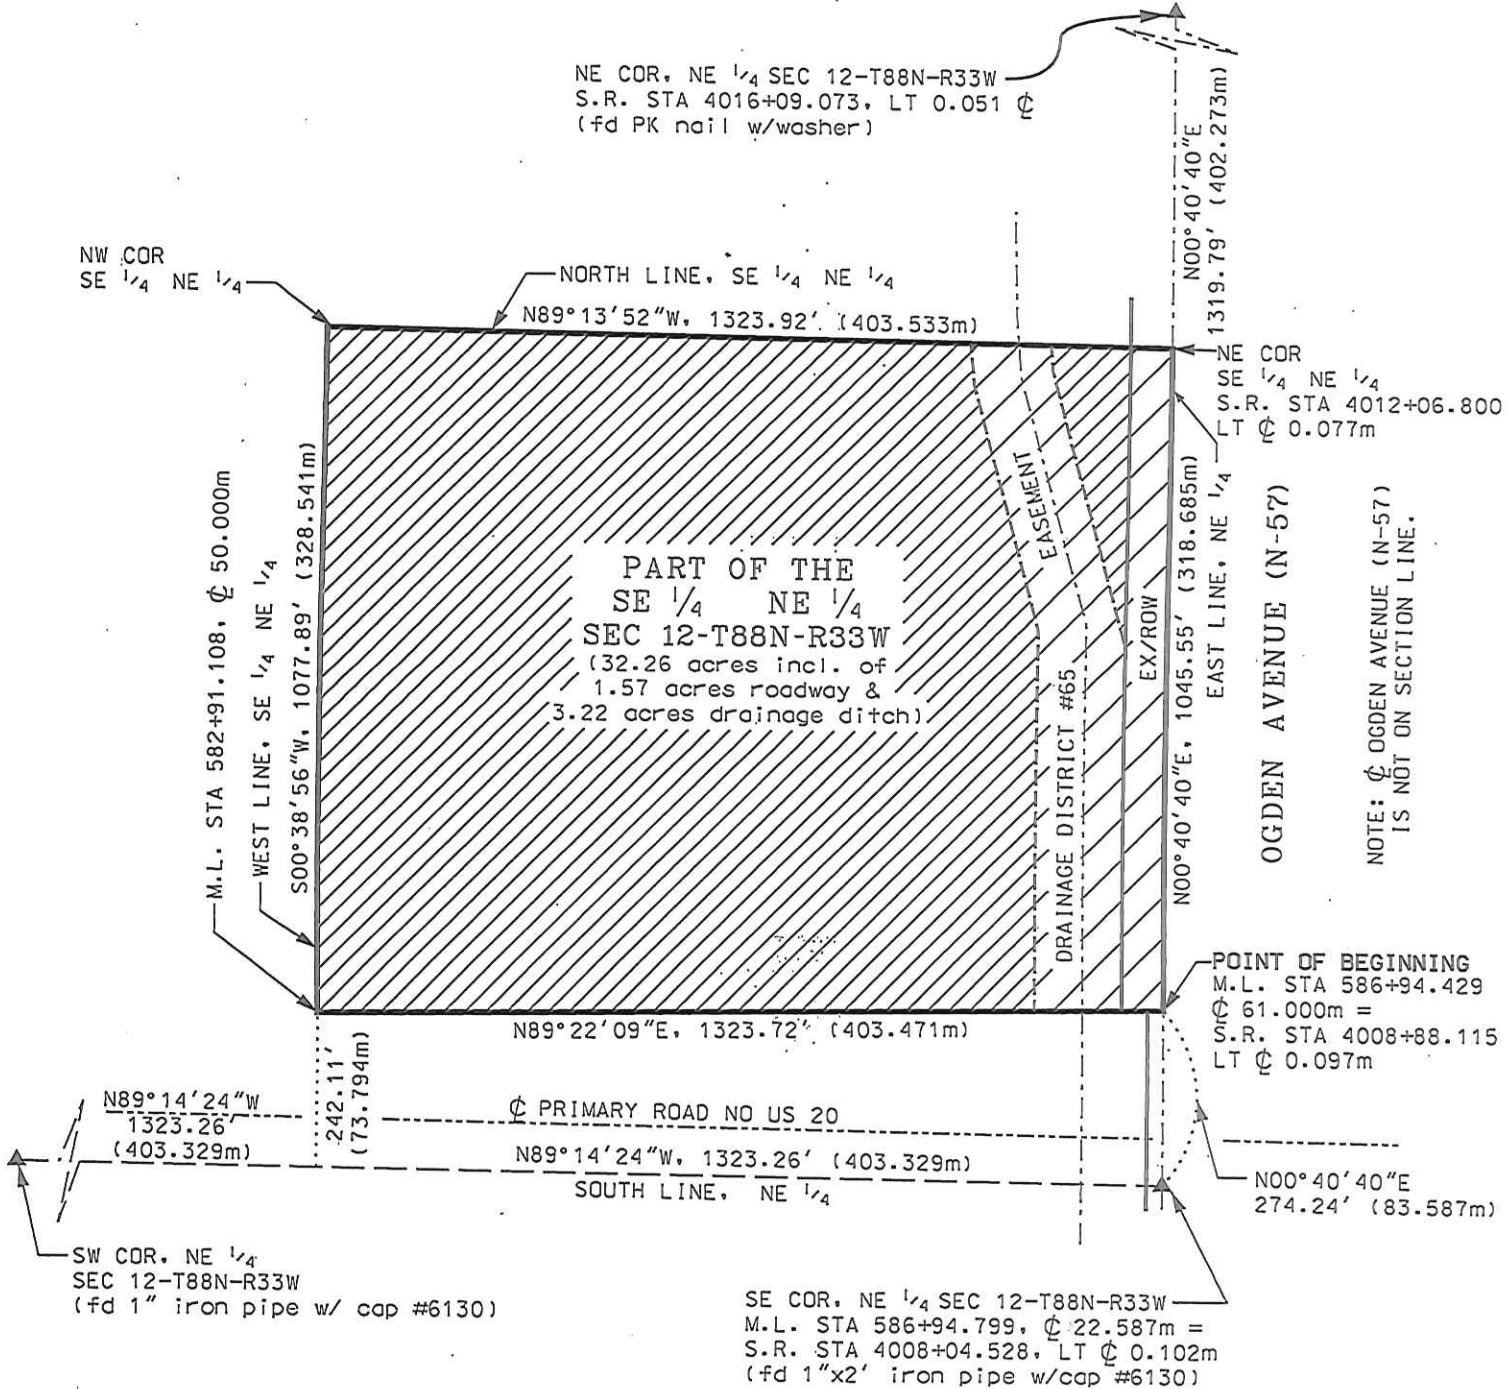 NE COR, NE 1/4 SEC 12-T88N-R33W
S.R. STA 4016+09.073, LT 0.051 ℄
(fd PK nail w/washer)
N00°40'40"E
1319.79' (402.273m)
NW COR
SE 1/4 NE 1/4
NORTH LINE, SE 1/4 NE 1/4
N89°13'52"W, 1323.92' (403.533m)
NE COR
SE 1/4 NE 1/4
S.R. STA 4012+06.800
LT ℄ 0.077m
M.L. STA 582+91.108, ℄ 50.000m
WEST LINE, SE 1/4 NE 1/4
S00°38'56"W, 1077.89' (328.541m)
PART OF THE
SE 1/4 NE 1/4
SEC 12-T88N-R33W
(32.26 acres incl. of
1.57 acres roadway &
3.22 acres drainage ditch)
EASEMENT
DRAINAGE DISTRICT #65
EX/ROW
N00°40'40"E, 1045.55' (318.685m)
EAST LINE, NE 1/4
OGDEN AVENUE (N-57)
NOTE: ℄ OGDEN AVENUE (N-57)
IS NOT ON SECTION LINE.
POINT OF BEGINNING
M.L. STA 586+94.429
℄ 61.000m =
S.R. STA 4008+88.115
LT ℄ 0.097m
N89°22'09"E, 1323.72' (403.471m)
242.11'
(73.794m)
N89°14'24"W
1323.26'
(403.329m)
℄ PRIMARY ROAD NO US 20
N89°14'24"W, 1323.26' (403.329m)
SOUTH LINE, NE 1/4
N00°40'40"E
274.24' (83.587m)
SW COR, NE 1/4
SEC 12-T88N-R33W
(fd 1" iron pipe w/ cap #6130)
SE COR, NE 1/4 SEC 12-T88N-R33W
M.L. STA 586+94.799, ℄ 22.587m =
S.R. STA 4008+04.528, LT ℄ 0.102m
(fd 1"x2' iron pipe w/cap #6130)